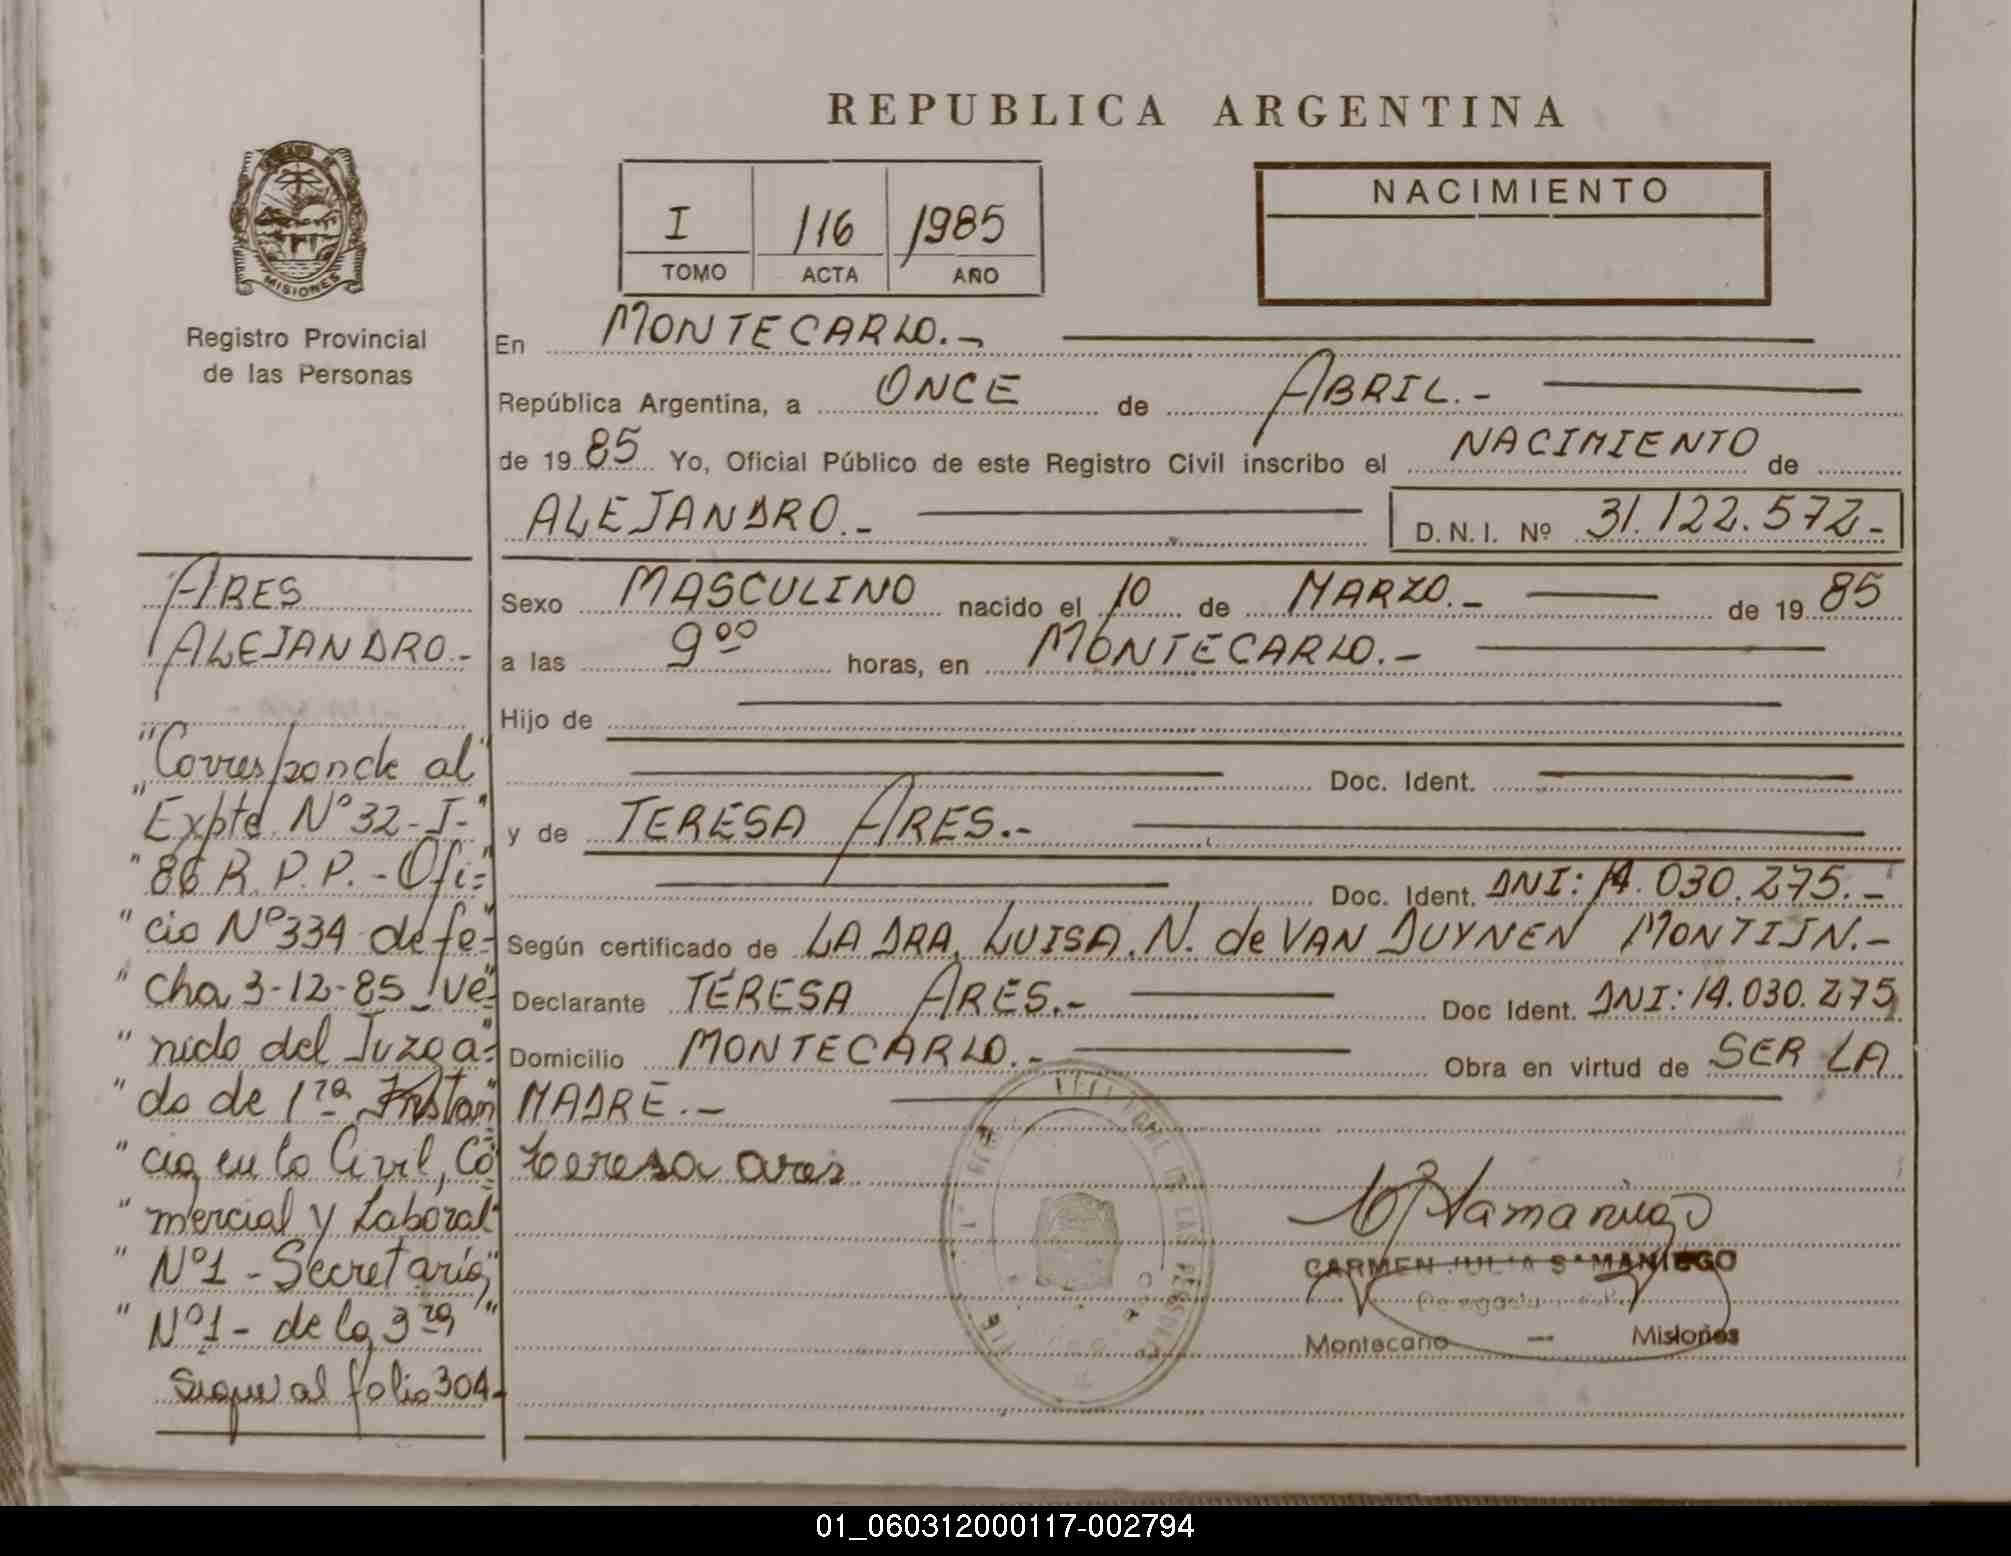 REPUBLICA ARGENTINA
MISIONES
Registro Provincial
de las Personas
I 116 1985
TOMO ACTA AÑO
NACIMIENTO
En MONTECARLO.-
República Argentina, a ONCE de ABRIL.-
de 1985 Yo, Oficial Público de este Registro Civil inscribo el NACIMIENTO de
ALEJANDRO.- D.N.I. Nº 31.122.572-
Sexo MASCULINO nacido el 10 de MARZO.- de 1985
a las 9⁰⁰ horas, en MONTECARLO.-
Hijo de
Doc. Ident.
y de TERESA ARES.-
Doc. Ident. DNI: 14.030.275.-
Según certificado de LA DRA. LUISA. N. de VAN DUYNEN MONTIJN.-
Declarante TERESA ARES.- Doc Ident. DNI: 14.030.275
Domicilio MONTECARLO.- Obra en virtud de SER LA
MADRE.-
teresa ares
CARMEN JULIA SAMANIEGO
Montecarlo — Misiones
ARES
ALEJANDRO.-
"Corresponde al"
"Expte Nº 32-I-"
"86 R.P.P.- Ofi="
"cio Nº 334 de fe="
"cha 3-12-85 ve="
"nido del Juzga="
"do de 1ra Instan"
"cia en lo Civil, Co
"mercial y Laboral"
"Nº1 - Secretaría,"
"Nº1 - de la 3ra"
Sigue al folio 304-
01_060312000117-002794